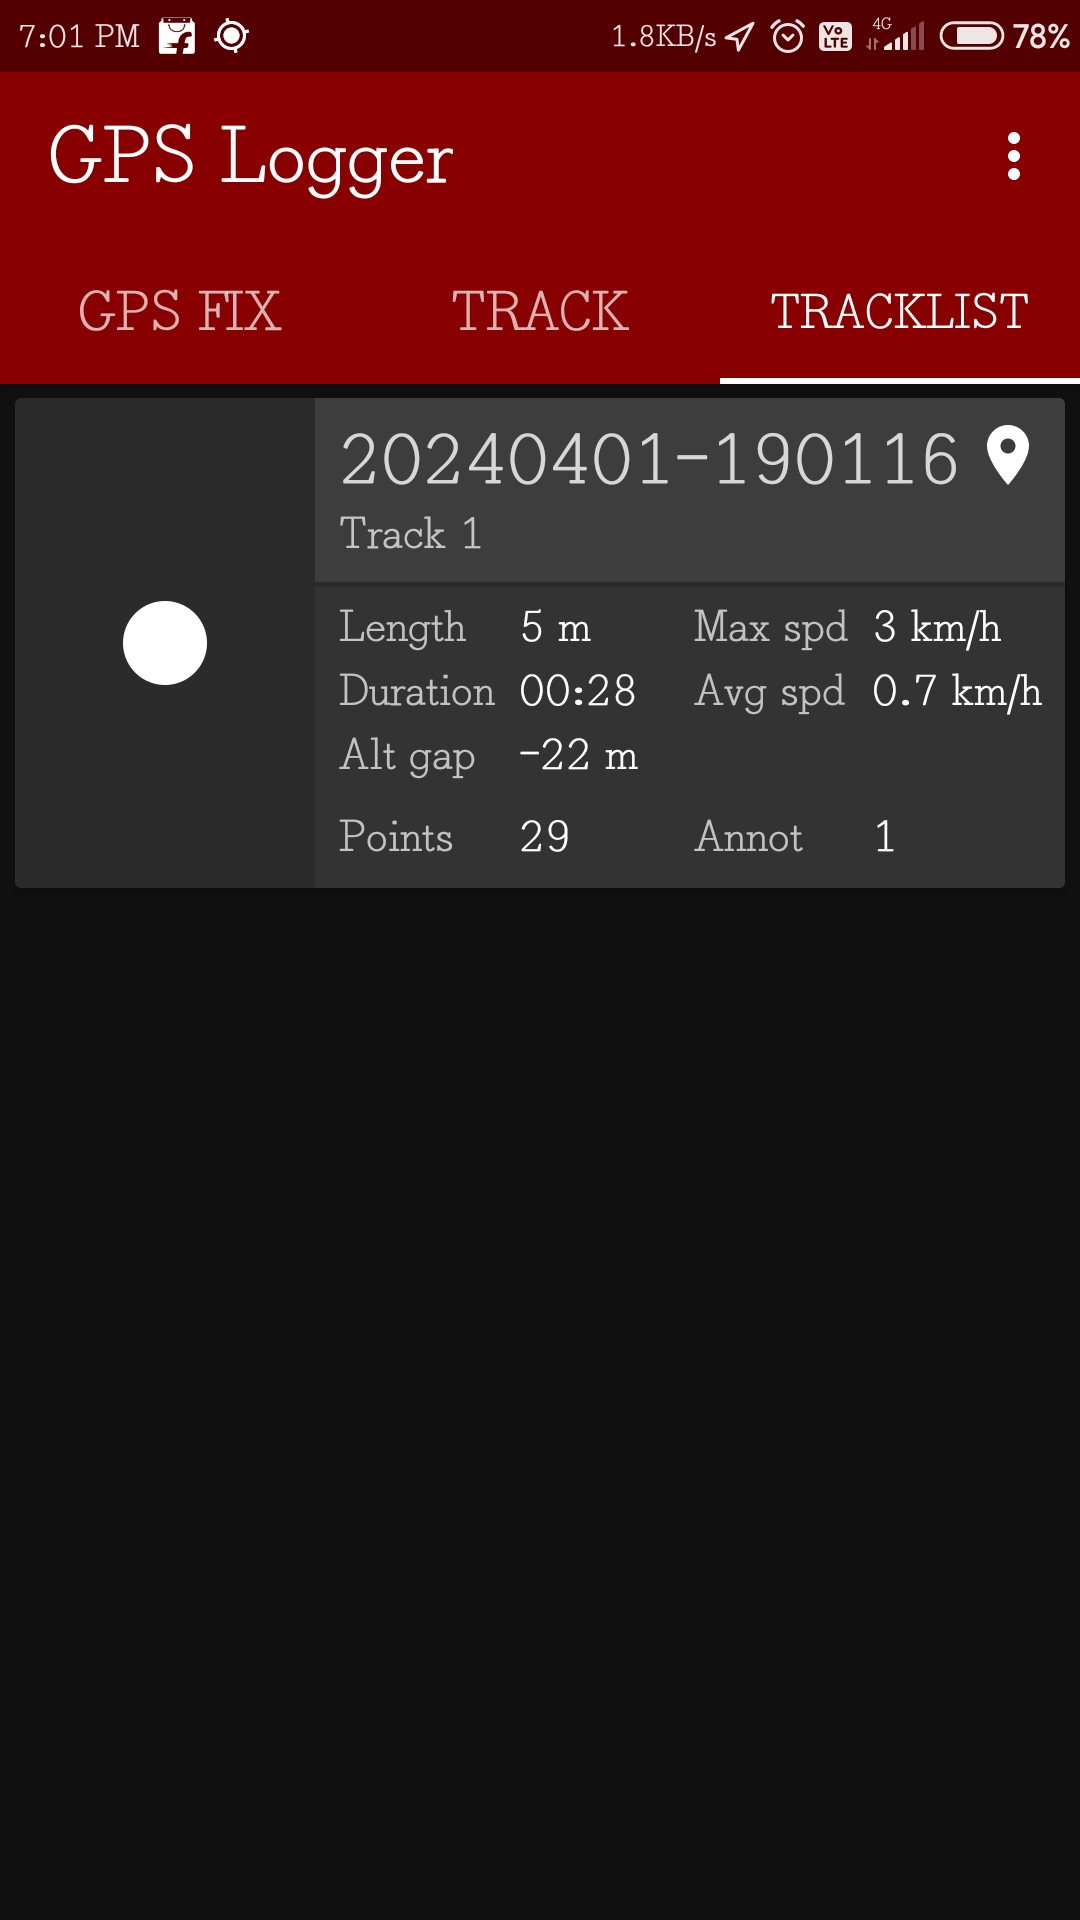 7:01 PM 1.8KB/s Vo LTE 4G 78%
GPS Logger
GPS FIX TRACK TRACKLIST
20240401-190116
Track 1
Length 5 m Max spd 3 km/h
Duration 00:28 Avg spd 0.7 km/h
Alt gap -22 m
Points 29 Annot 1